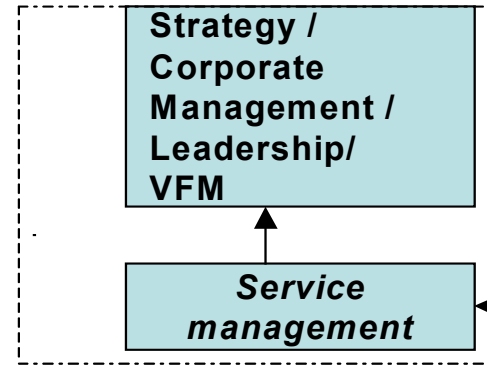 Strategy /
Corporate
Management /
Leadership/
VFM
Service
management